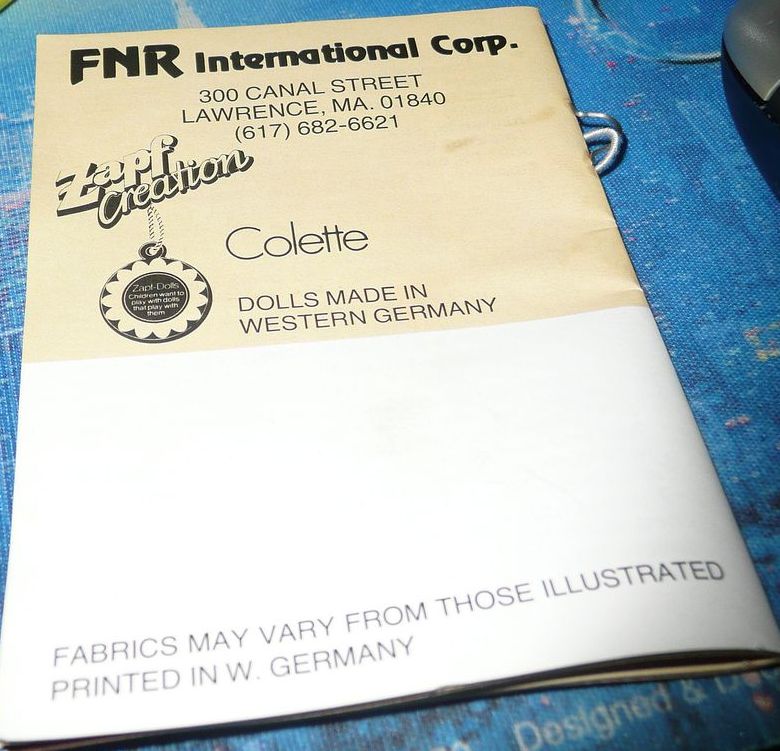 FNR International Corp.
300 CANAL STREET
LAWRENCE, MA. 01840
(617) 682-6621
Zapf
Creation
Colette
Zapf-Dolls
Children want to
play with dolls
that play with
them
DOLLS MADE IN
WESTERN GERMANY
FABRICS MAY VARY FROM THOSE ILLUSTRATED
PRINTED IN W. GERMANY
Designed &